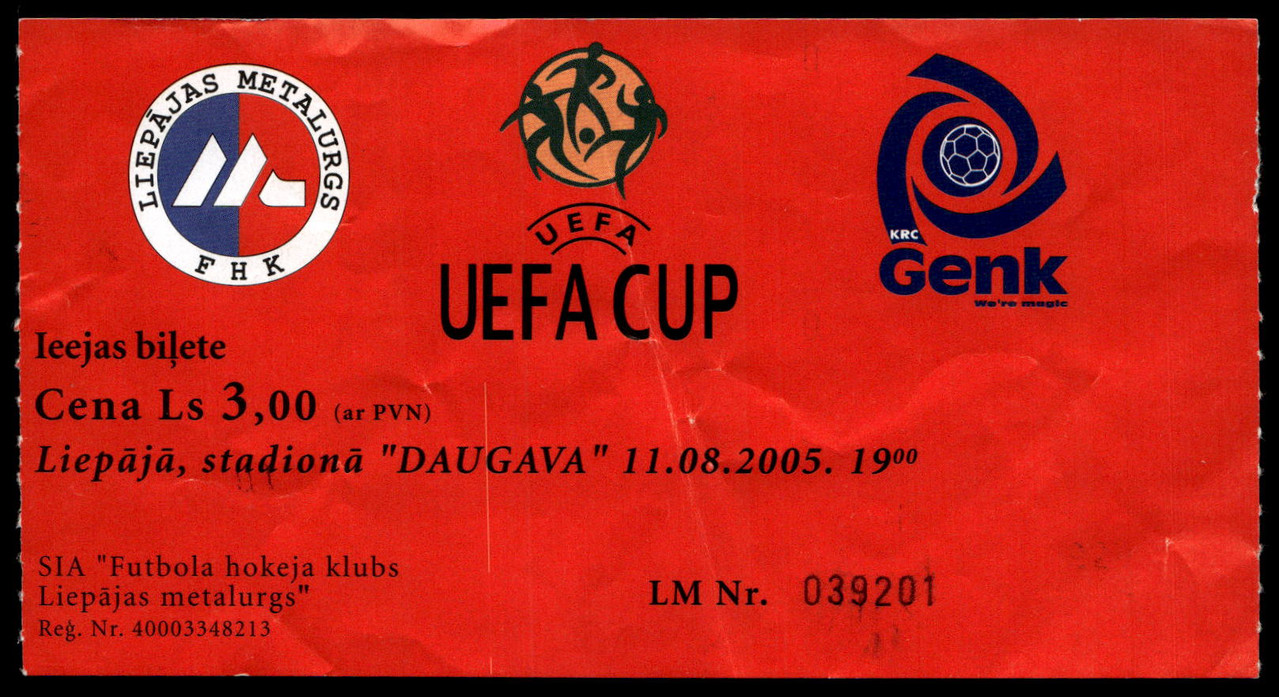 LIEPĀJAS METALURGS
FHK
UEFA
UEFA CUP
KRC
Genk
We're magic
Ieejas biļete
Cena Ls 3,00 (ar PVN)
Liepājā, stadionā "DAUGAVA" 11.08.2005. 19⁰⁰
SIA "Futbola hokeja klubs
Liepājas metalurgs"
Reģ. Nr. 40003348213
LM Nr. 039201